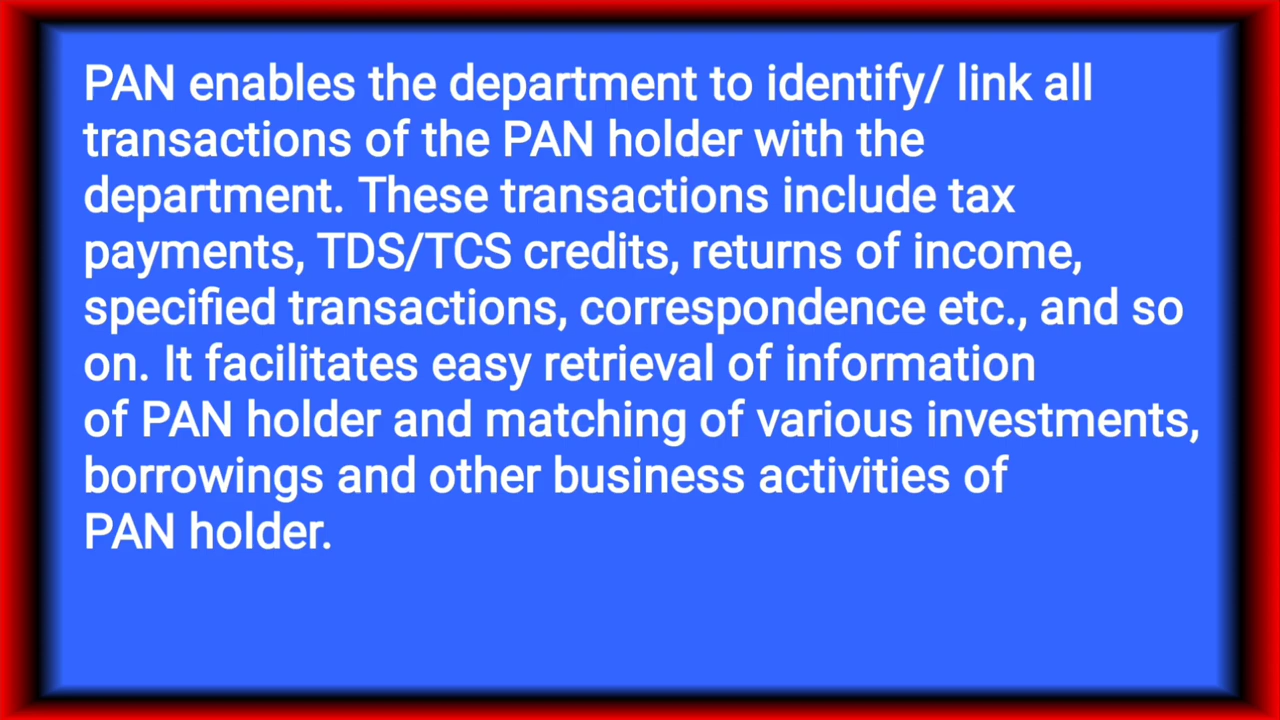 PAN enables the department to identify/ link all
transactions of the PAN holder with the
department. These transactions include tax
payments, TDS/TCS credits, returns of income,
specified transactions, correspondence etc., and so
on. It facilitates easy retrieval of information
of PAN holder and matching of various investments,
borrowings and other business activities of
PAN holder.